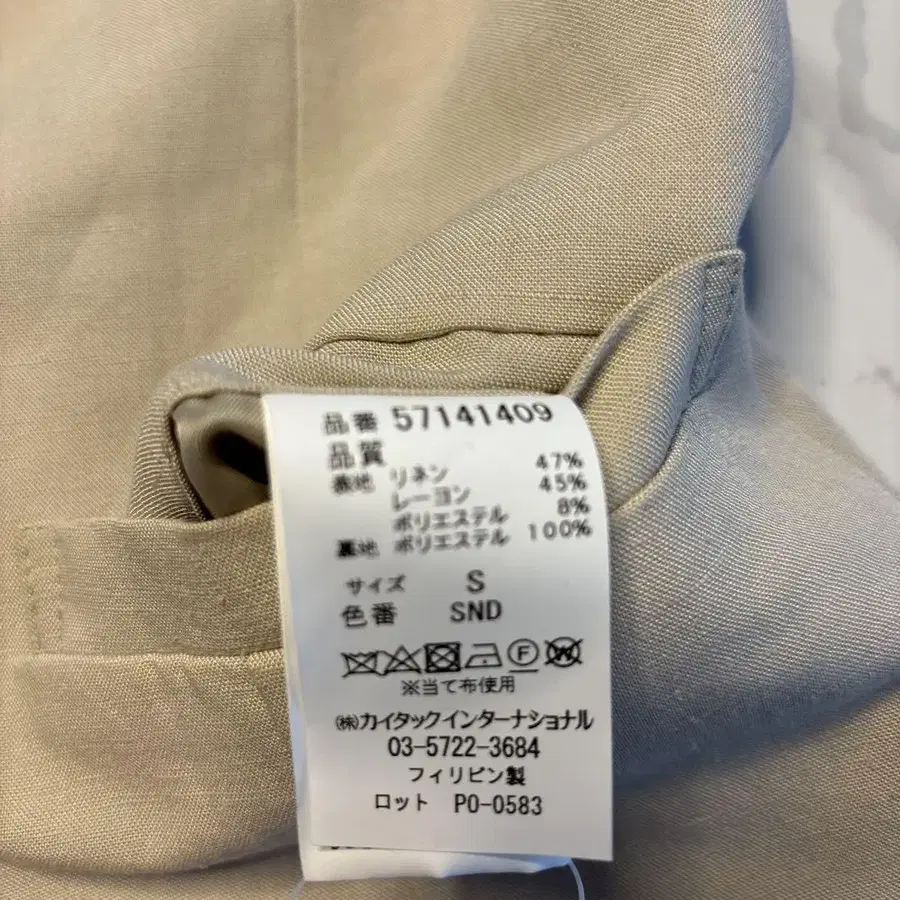 品番 57141409
品質
表地 リネン 47%
レーヨン 45%
ポリエステル 8%
裏地 ポリエステル 100%
サイズ S
色番 SND
F W
※当て布使用
㈱カイタックインターナショナル
03-5722-3684
フィリピン製
ロット PO-0583